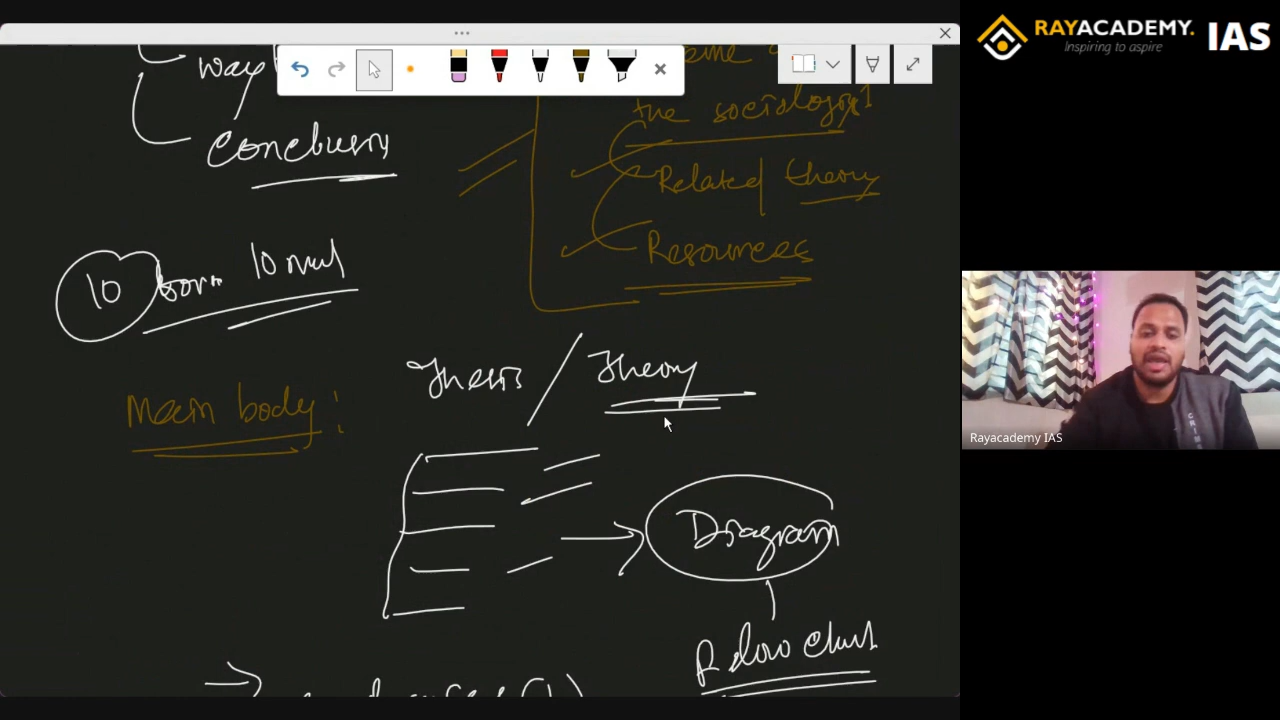 RAYACADEMY. IAS
Inspiring to aspire
way
Conclusion
the sociologist
Related theory
Resources
10 10
Main body:
Thesis / Theory
Diagram
Flow chart
Rayacademy IAS